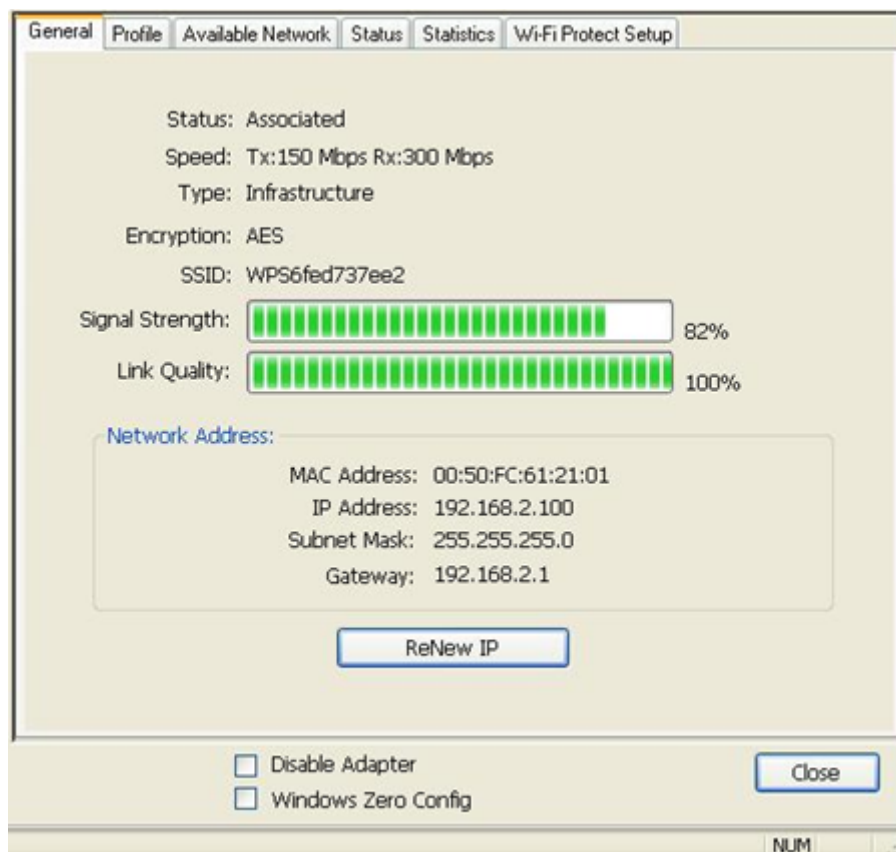 General Profile Available Network Status Statistics Wi-Fi Protect Setup
Status: Associated
Speed: Tx:150 Mbps Rx:300 Mbps
Type: Infrastructure
Encryption: AES
SSID: WPS6fed737ee2
Signal Strength: 82%
Link Quality: 100%
Network Address:
MAC Address: 00:50:FC:61:21:01
IP Address: 192.168.2.100
Subnet Mask: 255.255.255.0
Gateway: 192.168.2.1
ReNew IP
Disable Adapter
Close
Windows Zero Config
NUM